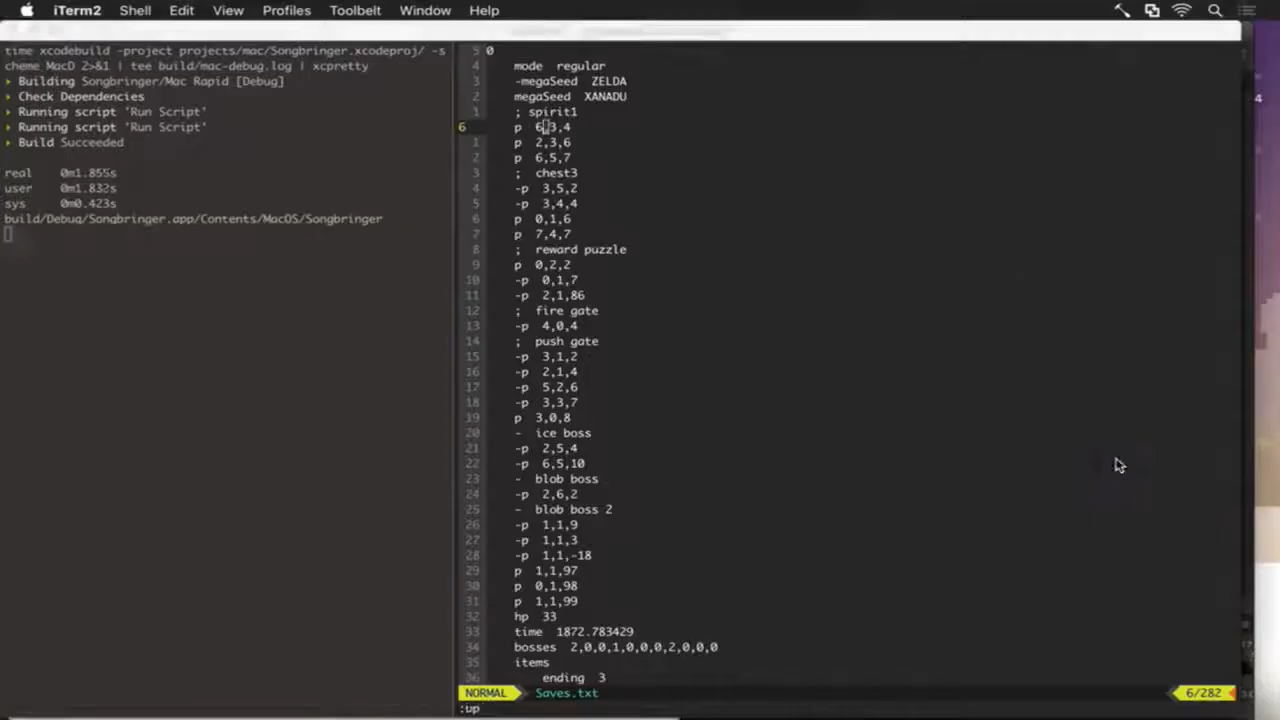 iTerm2 Shell Edit View Profiles Toolbelt Window Help
time xcodebuild -project projects/mac/Songbringer.xcodeproj/ -s
cheme MacD 2>&1 | tee build/mac-debug.log | xcpretty
▸ Building Songbringer/Mac Rapid [Debug]
▸ Check Dependencies
▸ Running script 'Run Script'
▸ Running script 'Run Script'
▸ Build Succeeded
real 0m1.855s
user 0m1.832s
sys 0m0.423s
build/Debug/Songbringer.app/Contents/MacOS/Songbringer
5 0
4 mode regular
3 -megaSeed ZELDA
2 megaSeed XANADU
1 ; spirit1
6 p 6,3,4
1 p 2,3,6
2 p 6,5,7
3 ; chest3
4 -p 3,5,2
5 -p 3,4,4
6 p 0,1,6
7 p 7,4,7
8 ; reward puzzle
9 p 0,2,2
10 -p 0,1,7
11 -p 2,1,86
12 ; fire gate
13 -p 4,0,4
14 ; push gate
15 -p 3,1,2
16 -p 2,1,4
17 -p 5,2,6
18 -p 3,3,7
19 p 3,0,8
20 - ice boss
21 -p 2,5,4
22 -p 6,5,10
23 - blob boss
24 -p 2,6,2
25 - blob boss 2
26 -p 1,1,9
27 -p 1,1,3
28 -p 1,1,-18
29 p 1,1,97
30 p 0,1,98
31 p 1,1,99
32 hp 33
33 time 1872.783429
34 bosses 2,0,0,1,0,0,0,2,0,0,0
35 items
36 ending 3
NORMAL Saves.txt 6/282
:up
4